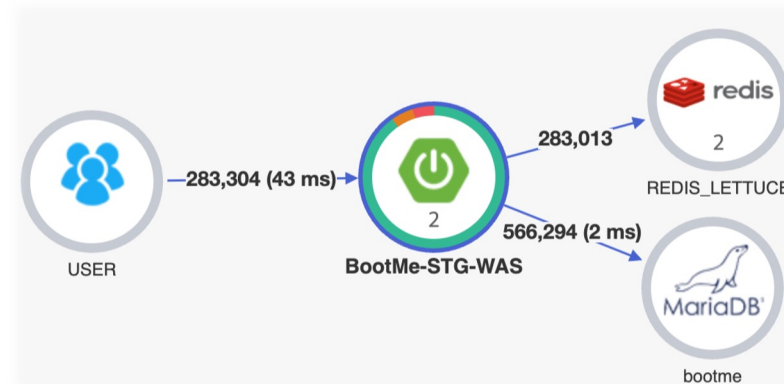 redis
283,013
2
283,304 (43 ms)
REDIS_LETTUCE
2
566,294 (2 ms)
USER
BootMe-STG-WAS
MariaDB
bootme